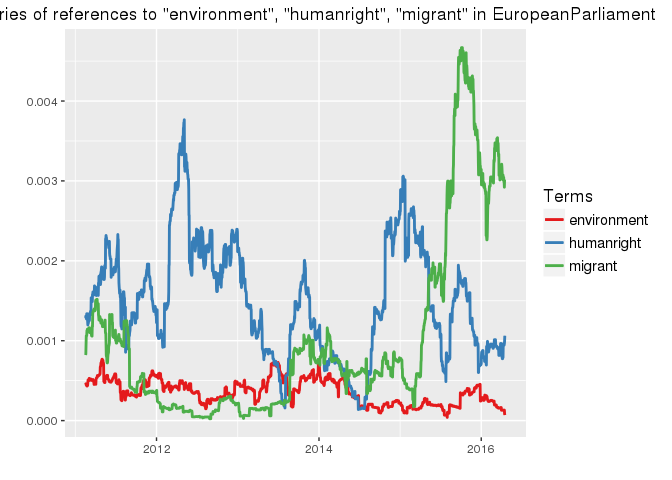 ries of references to "environment", "humanright", "migrant" in EuropeanParliament
0.004
0.003
0.002
0.001
0.000
2012
2014
2016
Terms
environment
humanright
migrant